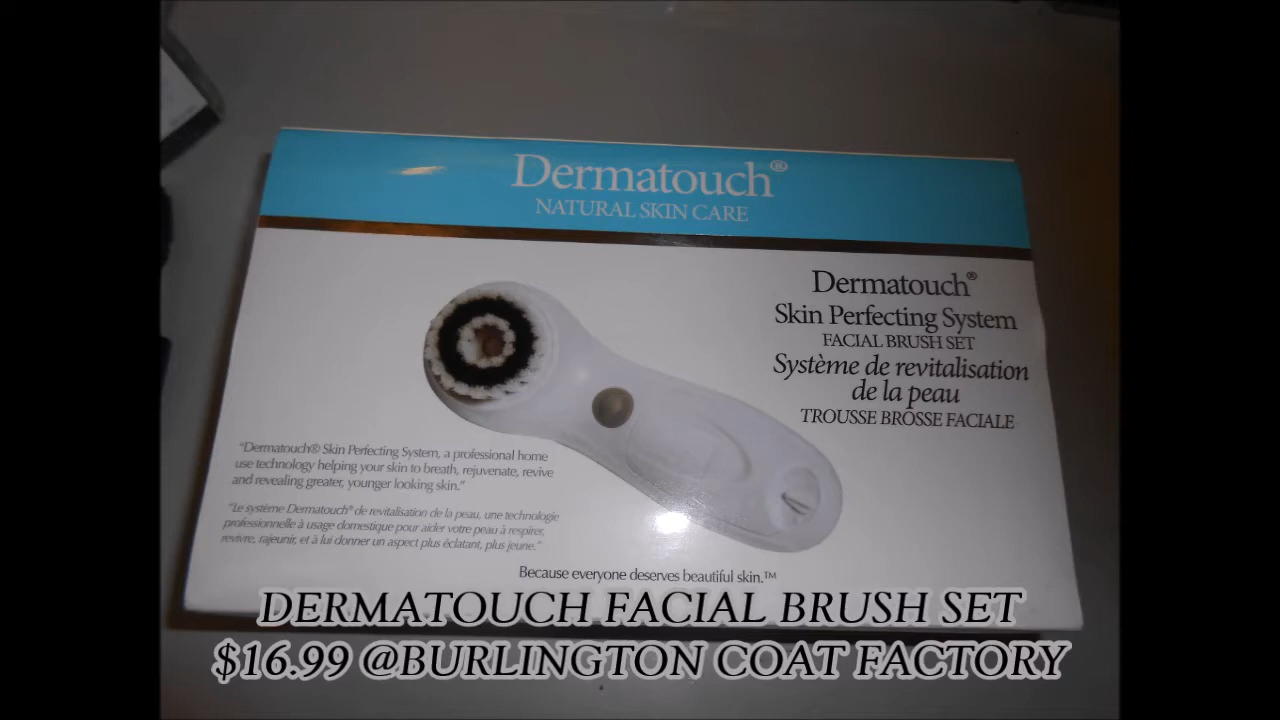 Dermatouch®
NATURAL SKIN CARE
Dermatouch®
Skin Perfecting System
FACIAL BRUSH SET
Système de revitalisation
de la peau
TROUSSE BROSSE FACIALE
"Dermatouch® Skin Perfecting System, a professional home
use technology helping your skin to breath, rejuvenate, revive
and revealing greater, younger looking skin."
"Le système Dermatouch® de revitalisation de la peau, une technologie
professionnelle à usage domestique pour aider votre peau à respirer,
revivre, rajeunir, et à lui donner un aspect plus éclatant, plus jeune."
Because everyone deserves beautiful skin.™
DERMATOUCH FACIAL BRUSH SET
$16.99 @BURLINGTON COAT FACTORY